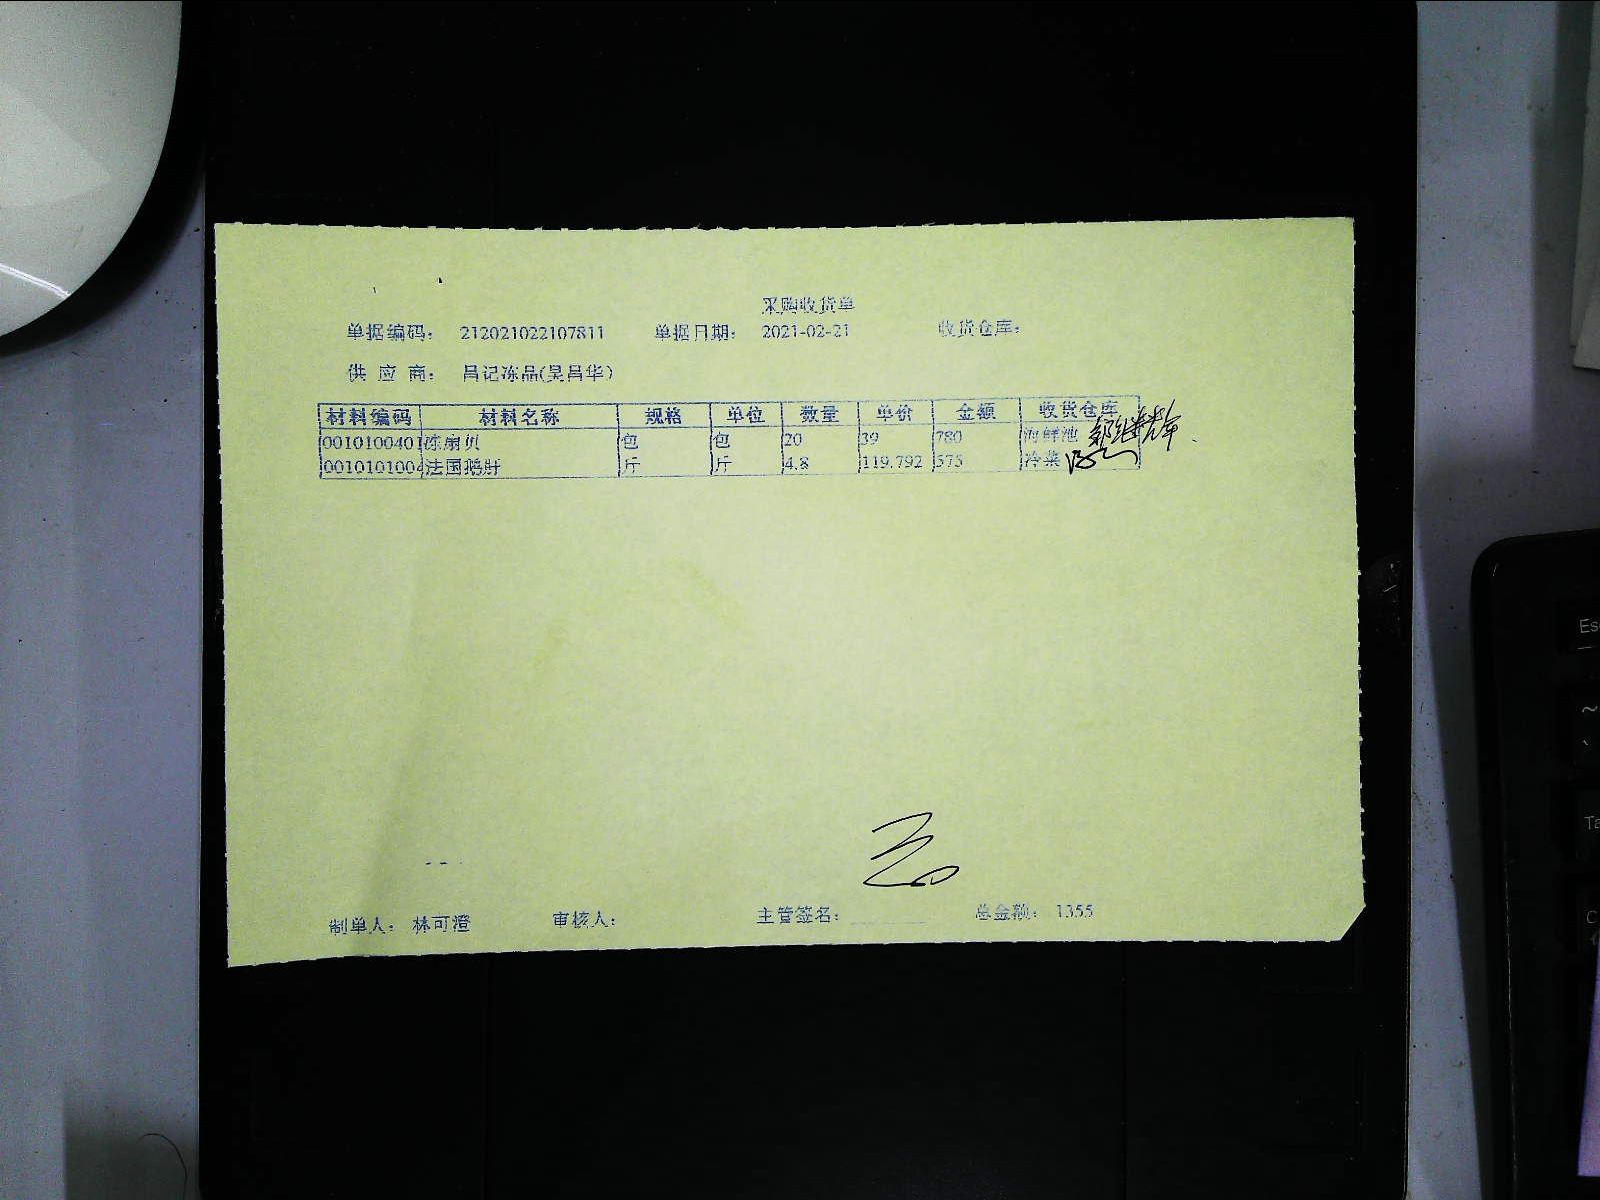 采购收货单
单据编码： 212021022107811 单据日期： 2021-02-21 收货仓库：
供 应 商： 吕记冻品(吴昌华)
材料编码 材料名称 规格 单位 数量 单价 金额 收货仓库
0010100401 冻扇贝 包 包 20 39 780 海鲜池
001010100 法国鹅肝 斤 斤 4.8 119.792 575 冷菜
制单人： 林可澄 审核人： 主管签名： 总金额： 1355
Esc
~